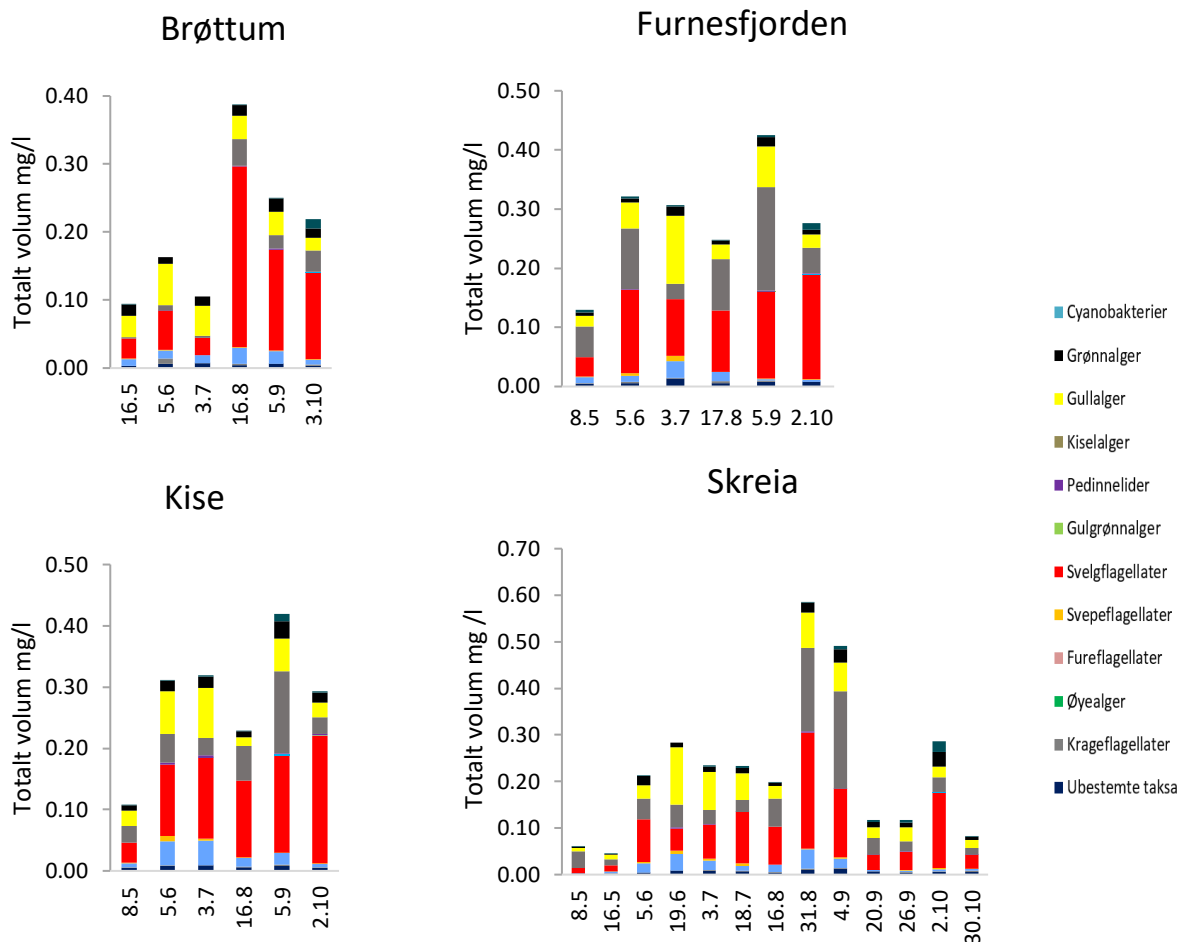 Brøttum
Totalt volum mg/l
0.40
0.30
0.20
0.10
0.00
16.5
5.6
3.7
16.8
5.9
3.10
Furnesfjorden
Totalt volum mg/l
0.50
0.40
0.30
0.20
0.10
0.00
8.5
5.6
3.7
17.8
5.9
2.10
Kise
Totalt volum mg/l
0.50
0.40
0.30
0.20
0.10
0.00
8.5
5.6
3.7
16.8
5.9
2.10
Skreia
Totalt volum mg /l
0.70
0.60
0.50
0.40
0.30
0.20
0.10
0.00
8.5
16.5
5.6
19.6
3.7
18.7
16.8
31.8
4.9
20.9
26.9
2.10
30.10
Cyanobakterier
Grønnalger
Gullalger
Kiselalger
Pedinnelider
Gulgrønnalger
Svelgflagellater
Svepeflagellater
Fureflagellater
Øyealger
Krageflagellater
Ubestemte taksa